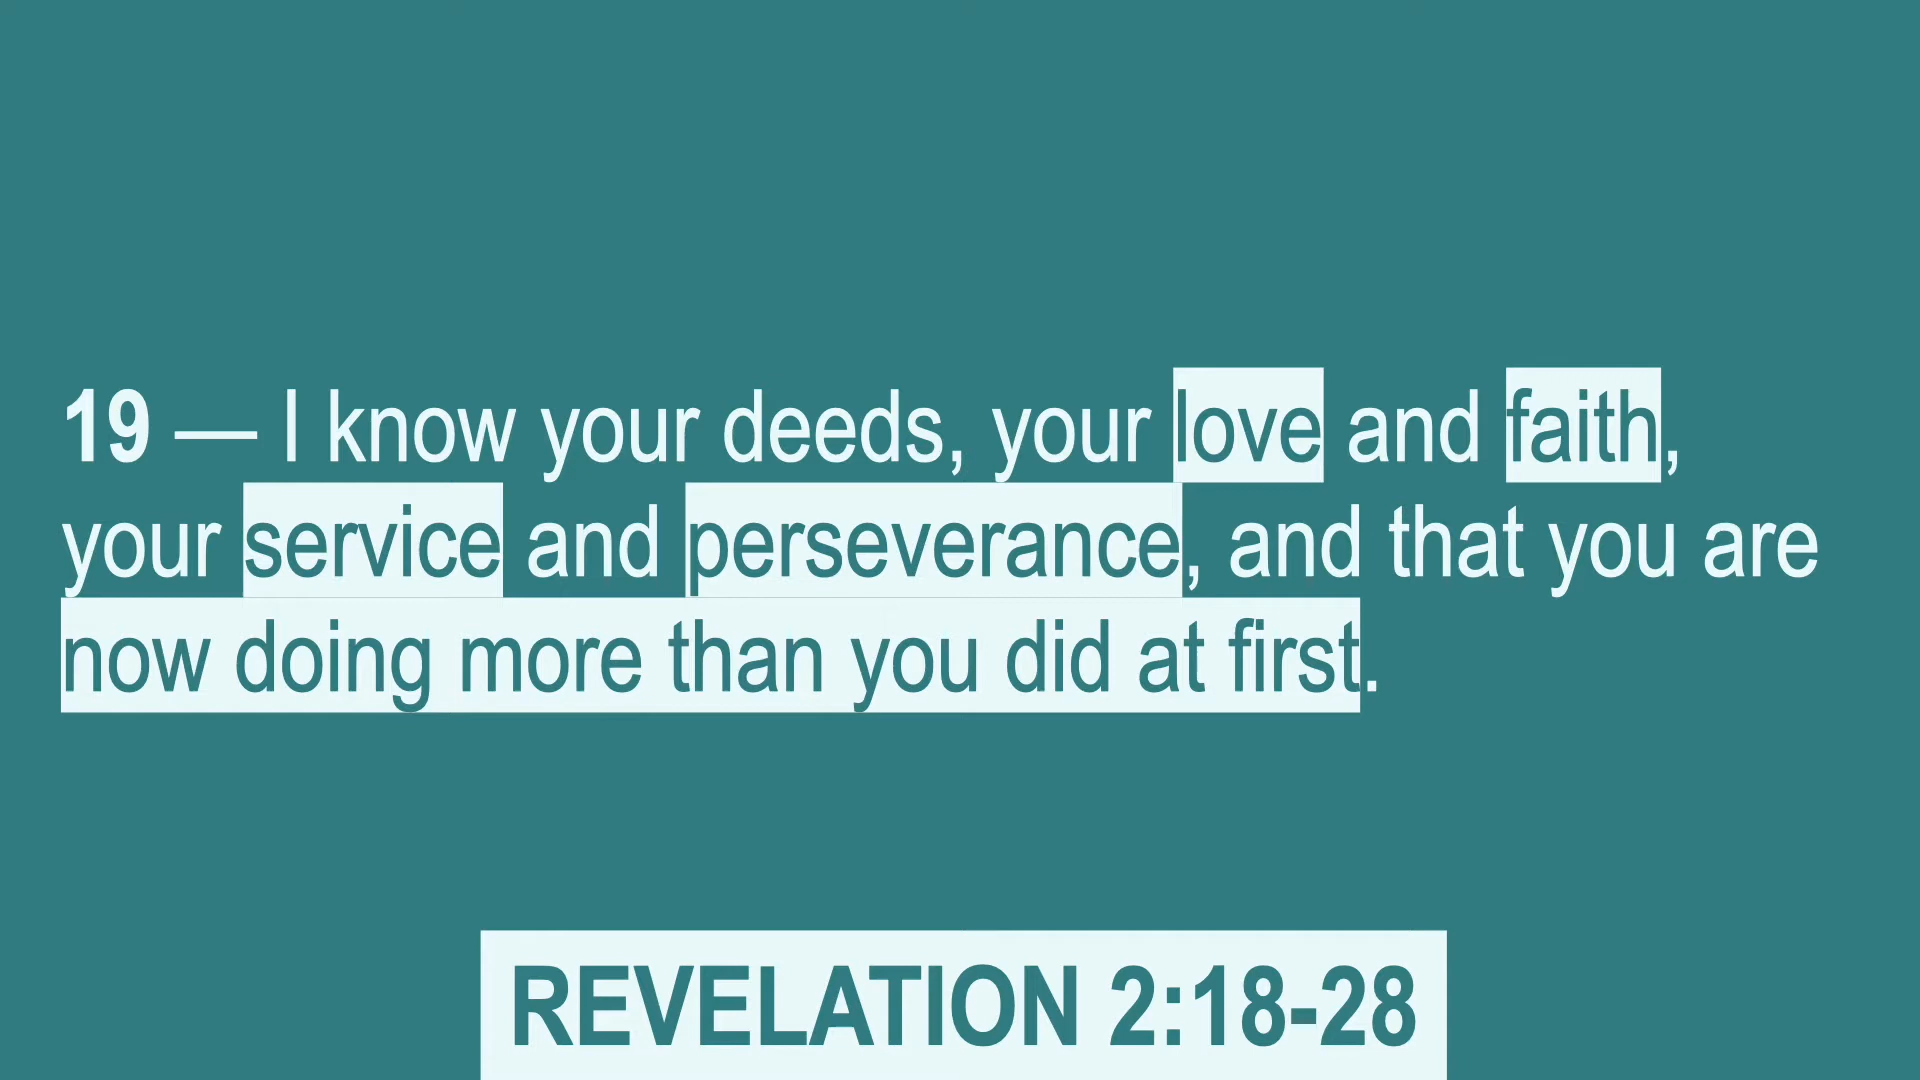 19 — I know your deeds, your love and faith,
your service and perseverance, and that you are
now doing more than you did at first.
REVELATION 2:18-28